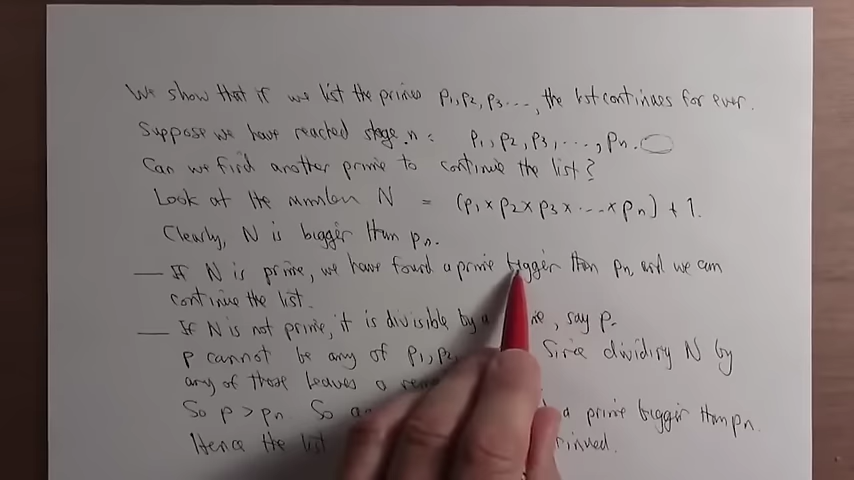 We show that if we list the primes p₁, p₂, p₃ ...., the list continues for ever.
Suppose we have reached stage n : p₁, p₂, p₃, ...., pₙ.
Can we find another prime to continue the list?
Look at the number N = (p₁ × p₂ × p₃ × ... × pₙ) + 1.
Clearly, N is bigger than pₙ.
— If N is prime, we have found a prime bigger than pₙ, and we can
continue the list.
— If N is not prime, it is divisible by a , say p.
p cannot be any of p₁, p₂, Since dividing N by
any of those leaves a
So p > pₙ So a prime bigger than pₙ.
Hence the list